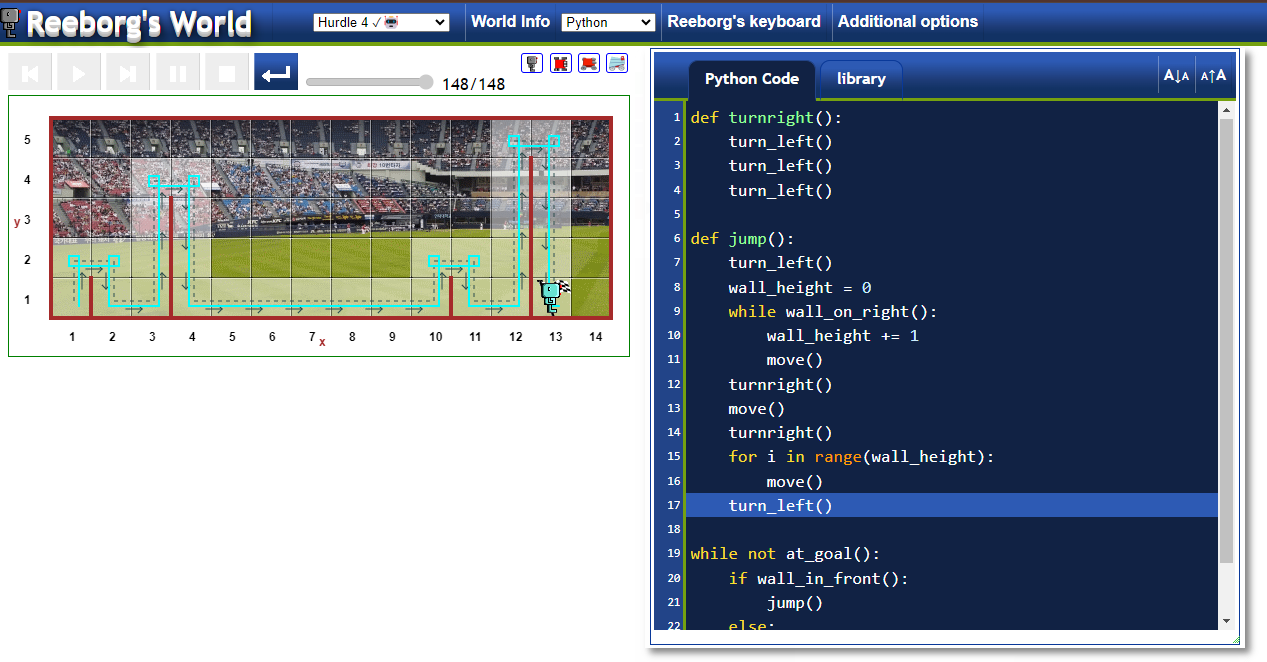 Reeborg's World
Hurdle 4 ✓
World Info
Python
Reeborg's keyboard
Additional options
148/148
5
4
y 3
2
1
1 2 3 4 5 6 7 x 8 9 10 11 12 13 14
Python Code
library
A↓A
A↑A
1 def turnright():
2     turn_left()
3     turn_left()
4     turn_left()
5
6 def jump():
7     turn_left()
8     wall_height = 0
9     while wall_on_right():
10         wall_height += 1
11         move()
12     turnright()
13     move()
14     turnright()
15     for i in range(wall_height):
16         move()
17     turn_left()
18
19 while not at_goal():
20     if wall_in_front():
21         jump()
22     else: